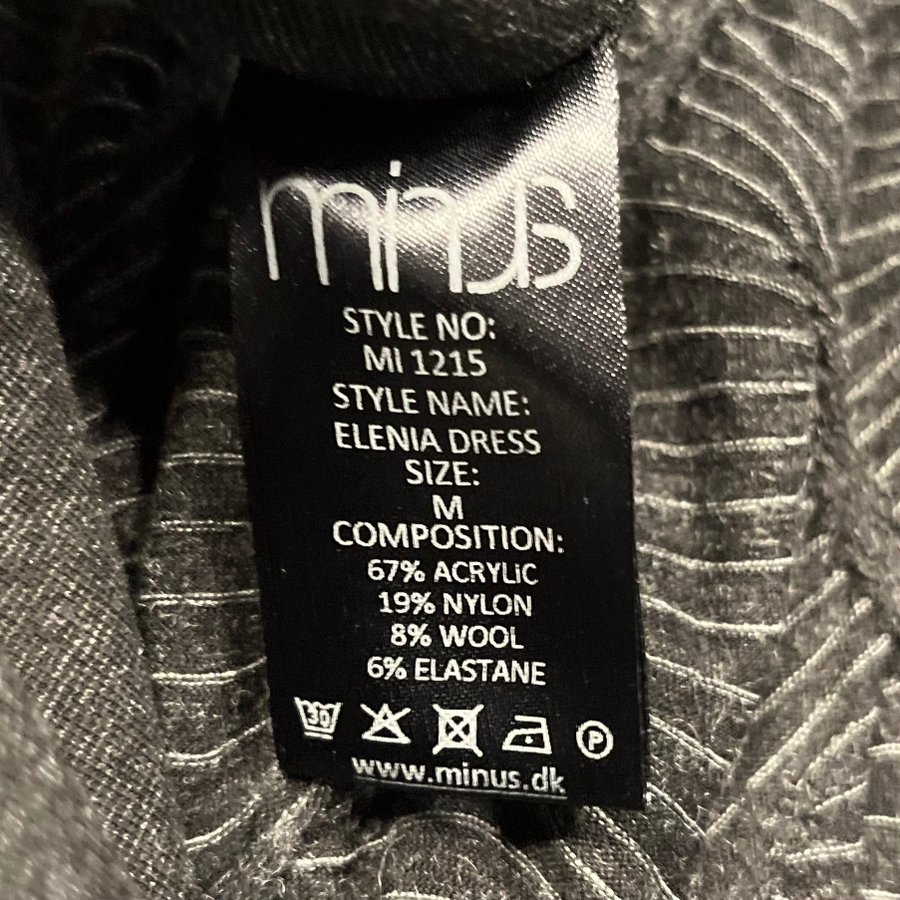 minus
STYLE NO:
MI 1215
STYLE NAME:
ELENIA DRESS
SIZE:
M
COMPOSITION:
67% ACRYLIC
19% NYLON
8% WOOL
6% ELASTANE
30 P
www.minus.dk